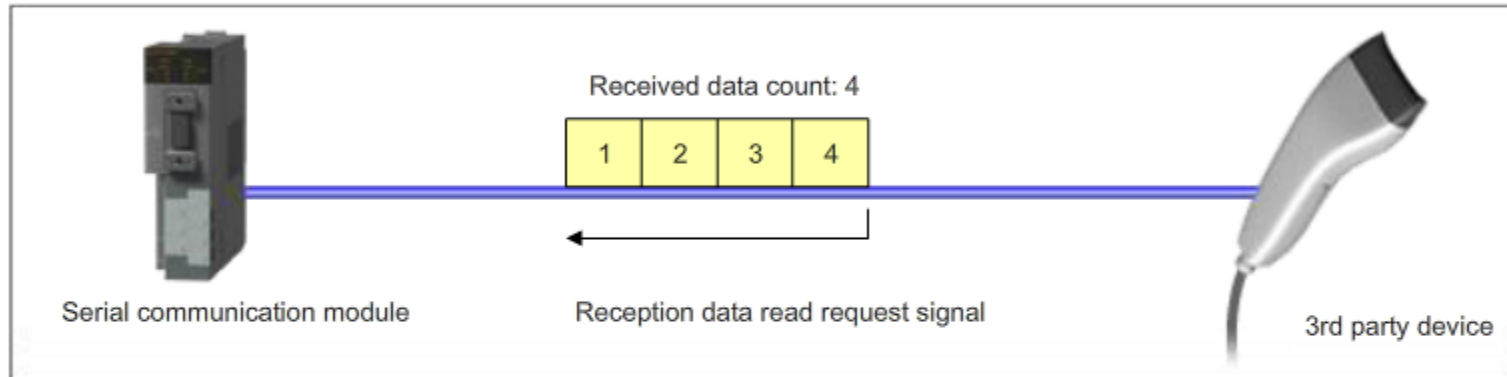 Received data count: 4
1 2 3 4
Serial communication module
Reception data read request signal
3rd party device